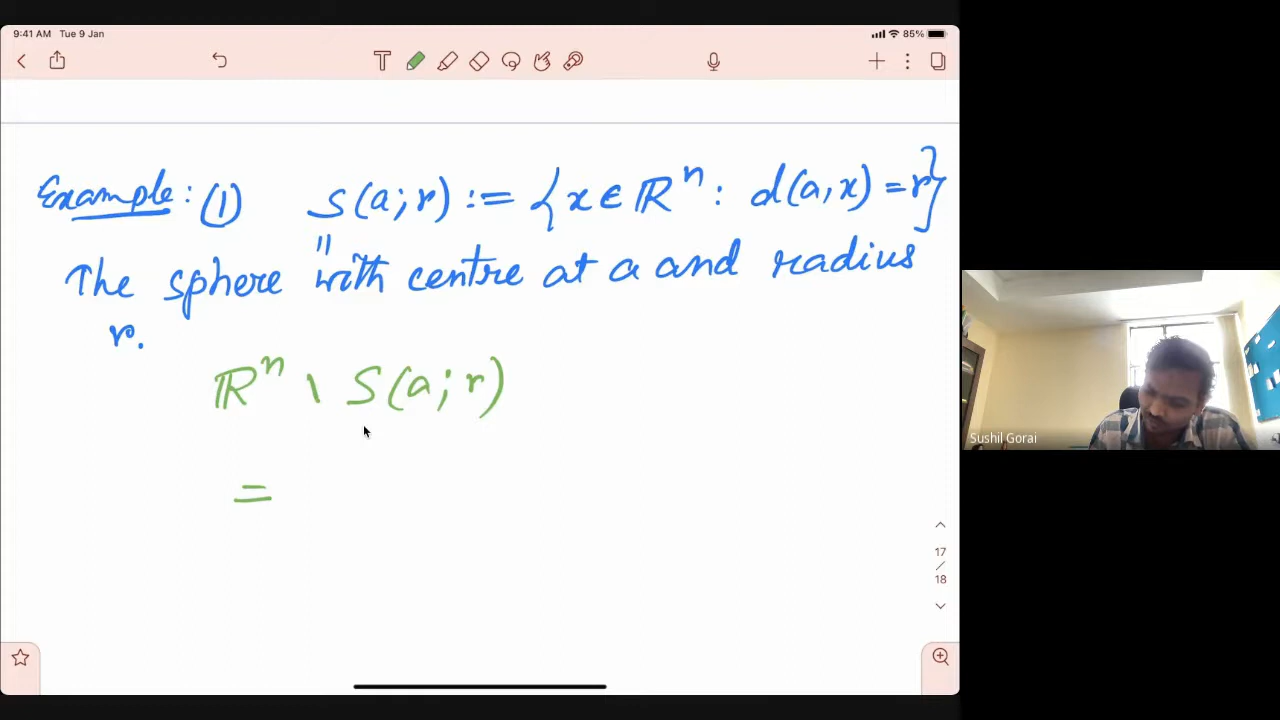 9:41 AM Tue 9 Jan
85%
Example: (1) S(a; r) := {x ∈ ℝⁿ : d(a, x) = r}
"
The sphere with centre at a and radius
r.
ℝⁿ \ S(a; r)
=
Sushil Gorai
17
/
18